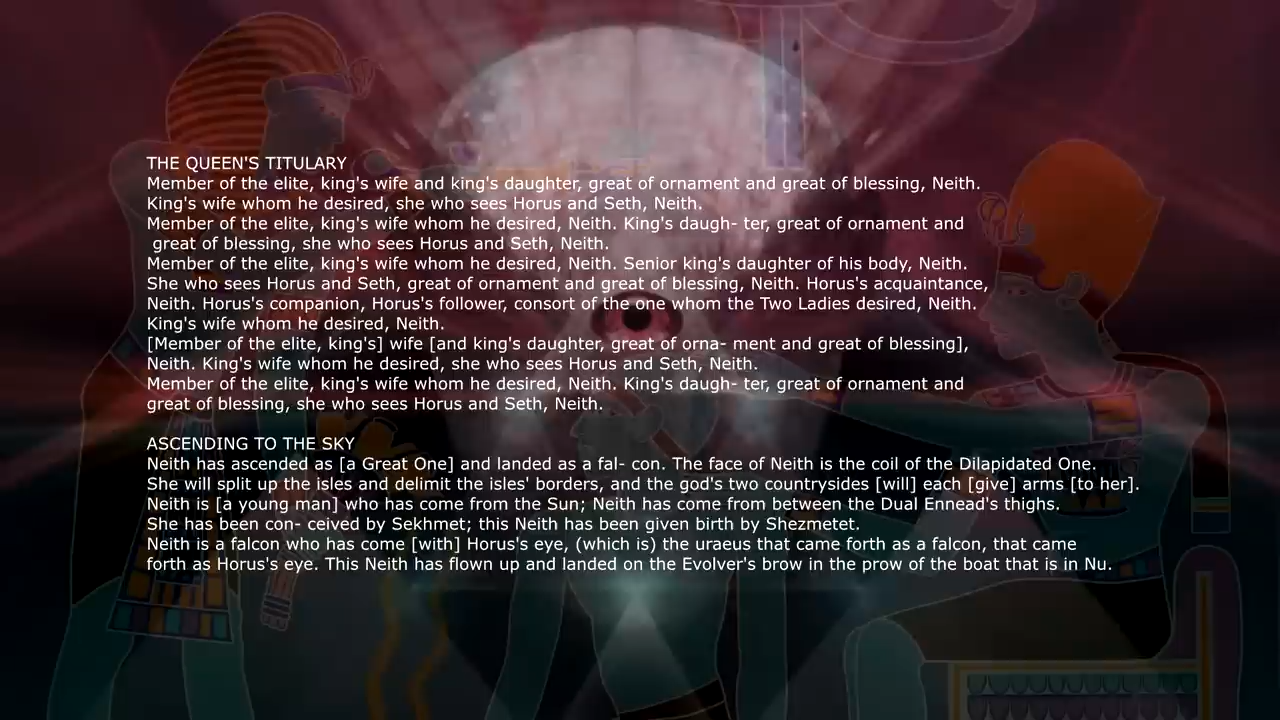 THE QUEEN'S TITULARY
Member of the elite, king's wife and king's daughter, great of ornament and great of blessing, Neith.
King's wife whom he desired, she who sees Horus and Seth, Neith.
Member of the elite, king's wife whom he desired, Neith. King's daugh- ter, great of ornament and
great of blessing, she who sees Horus and Seth, Neith.
Member of the elite, king's wife whom he desired, Neith. Senior king's daughter of his body, Neith.
She who sees Horus and Seth, great of ornament and great of blessing, Neith. Horus's acquaintance,
Neith. Horus's companion, Horus's follower, consort of the one whom the Two Ladies desired, Neith.
King's wife whom he desired, Neith.
[Member of the elite, king's] wife [and king's daughter, great of orna- ment and great of blessing],
Neith. King's wife whom he desired, she who sees Horus and Seth, Neith.
Member of the elite, king's wife whom he desired, Neith. King's daugh- ter, great of ornament and
great of blessing, she who sees Horus and Seth, Neith.

ASCENDING TO THE SKY
Neith has ascended as [a Great One] and landed as a fal- con. The face of Neith is the coil of the Dilapidated One.
She will split up the isles and delimit the isles' borders, and the god's two countrysides [will] each [give] arms [to her].
Neith is [a young man] who has come from the Sun; Neith has come from between the Dual Ennead's thighs.
She has been con- ceived by Sekhmet; this Neith has been given birth by Shezmetet.
Neith is a falcon who has come [with] Horus's eye, (which is) the uraeus that came forth as a falcon, that came
forth as Horus's eye. This Neith has flown up and landed on the Evolver's brow in the prow of the boat that is in Nu.